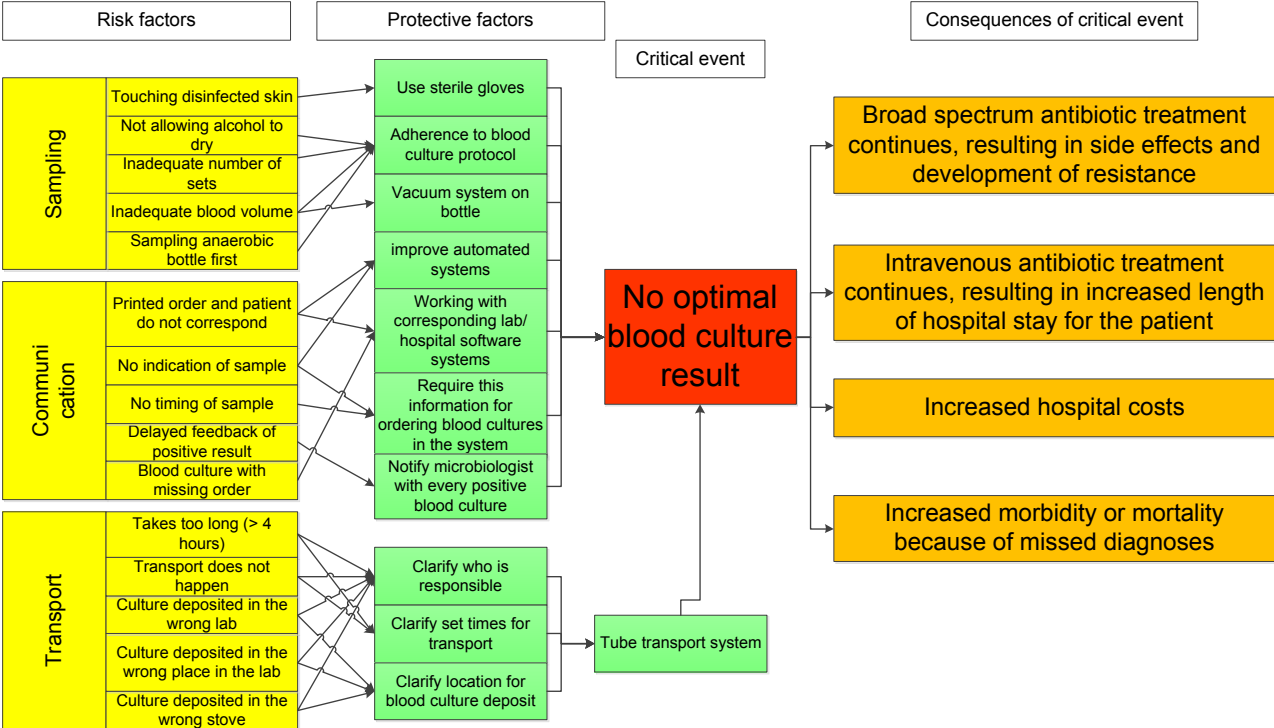 Risk factors
Protective factors
Critical event
Consequences of critical event
Sampling
Touching disinfected skin
Not allowing alcohol to
dry
Inadequate number of
sets
Inadequate blood volume
Sampling anaerobic
bottle first
Communi
cation
Printed order and patient
do not correspond
No indication of sample
No timing of sample
Delayed feedback of
positive result
Blood culture with
missing order
Transport
Takes too long (> 4
hours)
Transport does not
happen
Culture deposited in the
wrong lab
Culture deposited in the
wrong place in the lab
Culture deposited in the
wrong stove
Use sterile gloves
Adherence to blood
culture protocol
Vacuum system on
bottle
improve automated
systems
Working with
corresponding lab/
hospital software
systems
Require this
information for
ordering blood cultures
in the system
Notify microbiologist
with every positive
blood culture
Clarify who is
responsible
Clarify set times for
transport
Clarify location for
blood culture deposit
Tube transport system
No optimal
blood culture
result
Broad spectrum antibiotic treatment
continues, resulting in side effects and
development of resistance
Intravenous antibiotic treatment
continues, resulting in increased length
of hospital stay for the patient
Increased hospital costs
Increased morbidity or mortality
because of missed diagnoses